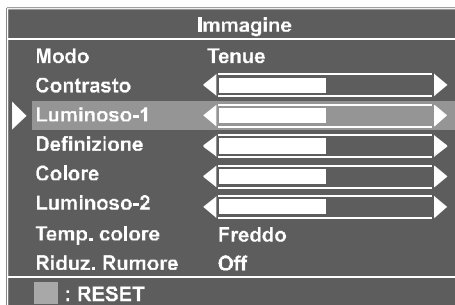 Immagine
Modo Tenue
Contrasto
Luminoso-1
Definizione
Colore
Luminoso-2
Temp. colore Freddo
Riduz. Rumore Off
: RESET